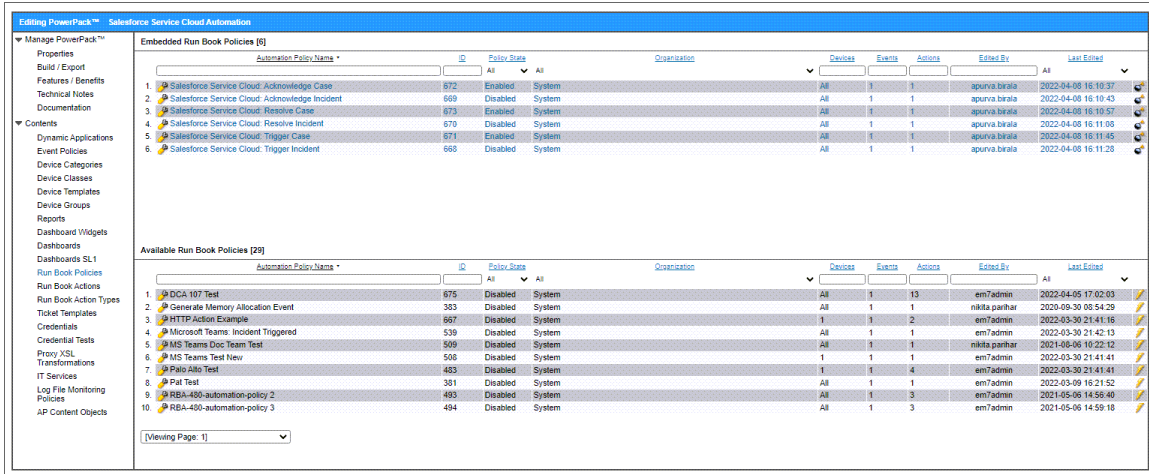 Editing PowerPack™ Salesforce Service Cloud Automation
Manage PowerPack™
Properties
Build / Export
Features / Benefits
Technical Notes
Documentation
Contents
Dynamic Applications
Event Policies
Device Categories
Device Classes
Device Templates
Device Groups
Reports
Dashboard Widgets
Dashboards
Dashboards SL1
Run Book Policies
Run Book Actions
Run Book Action Types
Ticket Templates
Credentials
Credential Tests
Proxy XSL
Transformations
IT Services
Log File Monitoring
Policies
AP Content Objects
Embedded Run Book Policies [6]
Automation Policy Name ID Policy State Organization Devices Events Actions Edited By Last Edited
All All All
1. Salesforce Service Cloud: Acknowledge Case 672 Enabled System All 1 1 apurva.birala 2022-04-08 16:10:37
2. Salesforce Service Cloud: Acknowledge Incident 669 Disabled System All 1 1 apurva.birala 2022-04-08 16:10:43
3. Salesforce Service Cloud: Resolve Case 673 Enabled System All 1 1 apurva.birala 2022-04-08 16:10:57
4. Salesforce Service Cloud: Resolve Incident 670 Disabled System All 1 1 apurva.birala 2022-04-08 16:11:08
5. Salesforce Service Cloud: Trigger Case 671 Enabled System All 1 1 apurva.birala 2022-04-08 16:11:45
6. Salesforce Service Cloud: Trigger Incident 668 Disabled System All 1 1 apurva.birala 2022-04-08 16:11:28
Available Run Book Policies [29]
Automation Policy Name ID Policy State Organization Devices Events Actions Edited By Last Edited
All All All
1. DCA 107 Test 675 Disabled System All 1 13 em7admin 2022-04-05 17:02:03
2. Generate Memory Allocation Event 383 Disabled System All 1 1 nikita.parihar 2020-09-30 08:54:29
3. HTTP Action Example 667 Disabled System 1 1 2 em7admin 2022-03-30 21:41:16
4. Microsoft Teams: Incident Triggered 539 Disabled System All 1 1 em7admin 2022-03-30 21:42:13
5. MS Teams Doc Team Test 509 Disabled System All 1 1 nikita.parihar 2021-08-06 10:22:12
6. MS Teams Test New 508 Disabled System 1 1 1 em7admin 2022-03-30 21:41:41
7. Palo Alto Test 483 Disabled System 1 1 4 em7admin 2022-03-30 21:41:41
8. Pat Test 381 Disabled System All 1 1 em7admin 2022-03-09 16:21:52
9. RBA-480-automation-policy 2 493 Disabled System All 1 3 em7admin 2021-05-06 14:56:40
10. RBA-480-automation-policy 3 494 Disabled System All 1 3 em7admin 2021-05-06 14:59:18
[Viewing Page: 1]